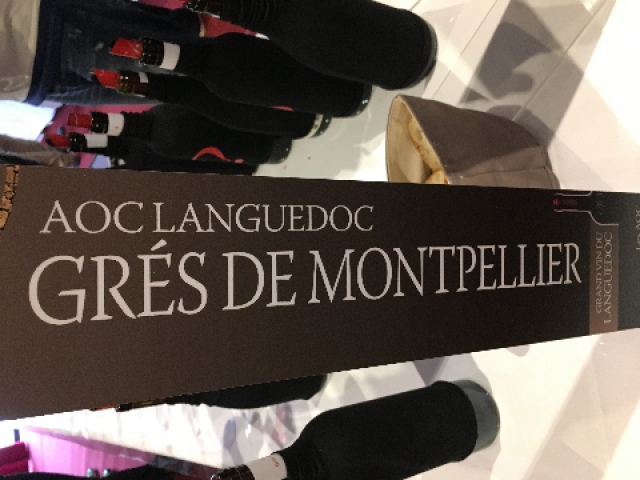 AOC LANGUEDOC
GRÉS DE MONTPELLIER
GRAND VIN DU
LANGUEDOC